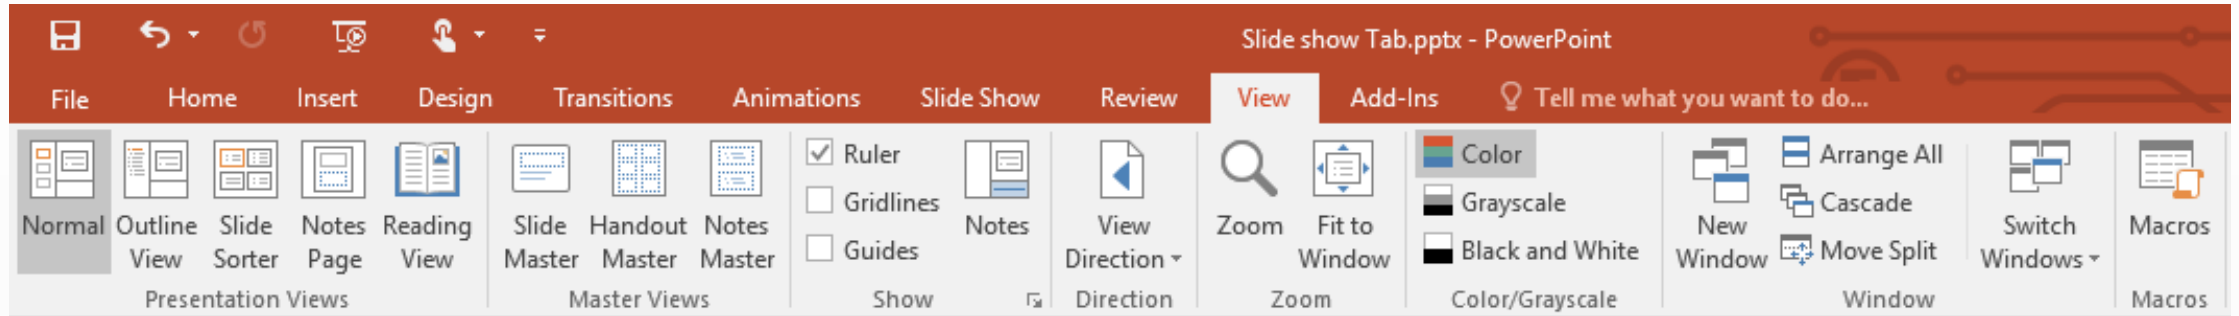 Slide show Tab.pptx - PowerPoint
File Home Insert Design Transitions Animations Slide Show Review View Add-Ins Tell me what you want to do...
Normal
Outline View
Slide Sorter
Notes Page
Reading View
Presentation Views
Slide Master
Handout Master
Notes Master
Master Views
Ruler
Gridlines
Guides
Notes
Show
View Direction
Direction
Zoom
Fit to Window
Zoom
Color
Grayscale
Black and White
Color/Grayscale
New Window
Arrange All
Cascade
Move Split
Switch Windows
Window
Macros
Macros